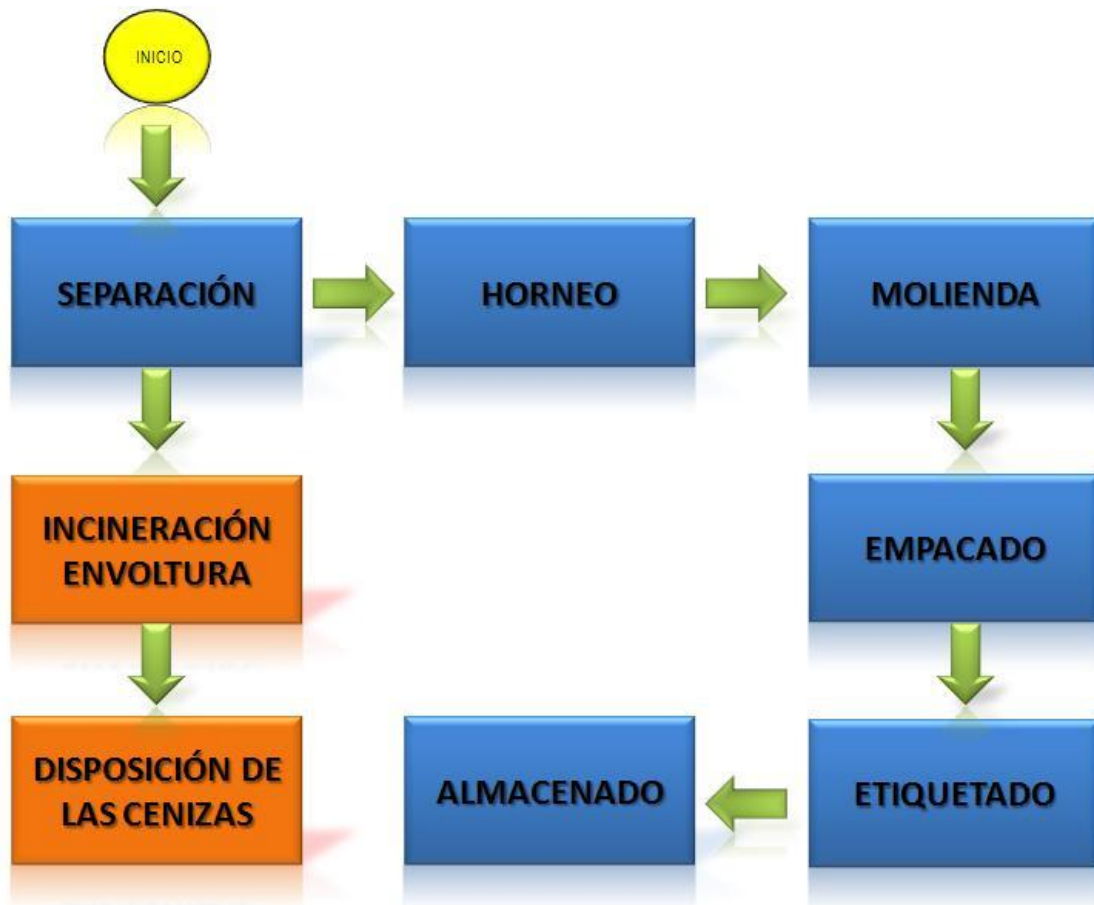 INICIO
SEPARACIÓN
HORNEO
MOLIENDA
INCINERACIÓN
ENVOLTURA
EMPACADO
DISPOSICIÓN DE
LAS CENIZAS
ALMACENADO
ETIQUETADO